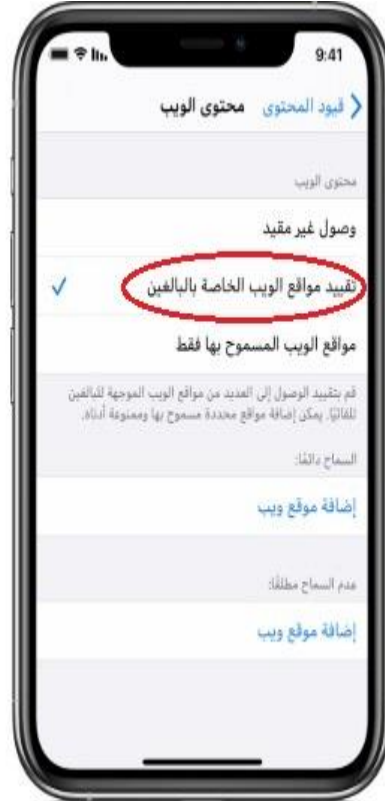 9:41
قيود المحتوى محتوى الويب
محتوى الويب
وصول غير مقيد
تقييد مواقع الويب الخاصة بالبالغين
مواقع الويب المسموح بها فقط
قم بتقييد الوصول إلى العديد من مواقع الويب الموجهة للبالغين
تلقائيًا. يمكن إضافة مواقع محددة مسموح بها وممنوعة أدناه.
السماح دائمًا:
إضافة موقع ويب
عدم السماح مطلقًا:
إضافة موقع ويب